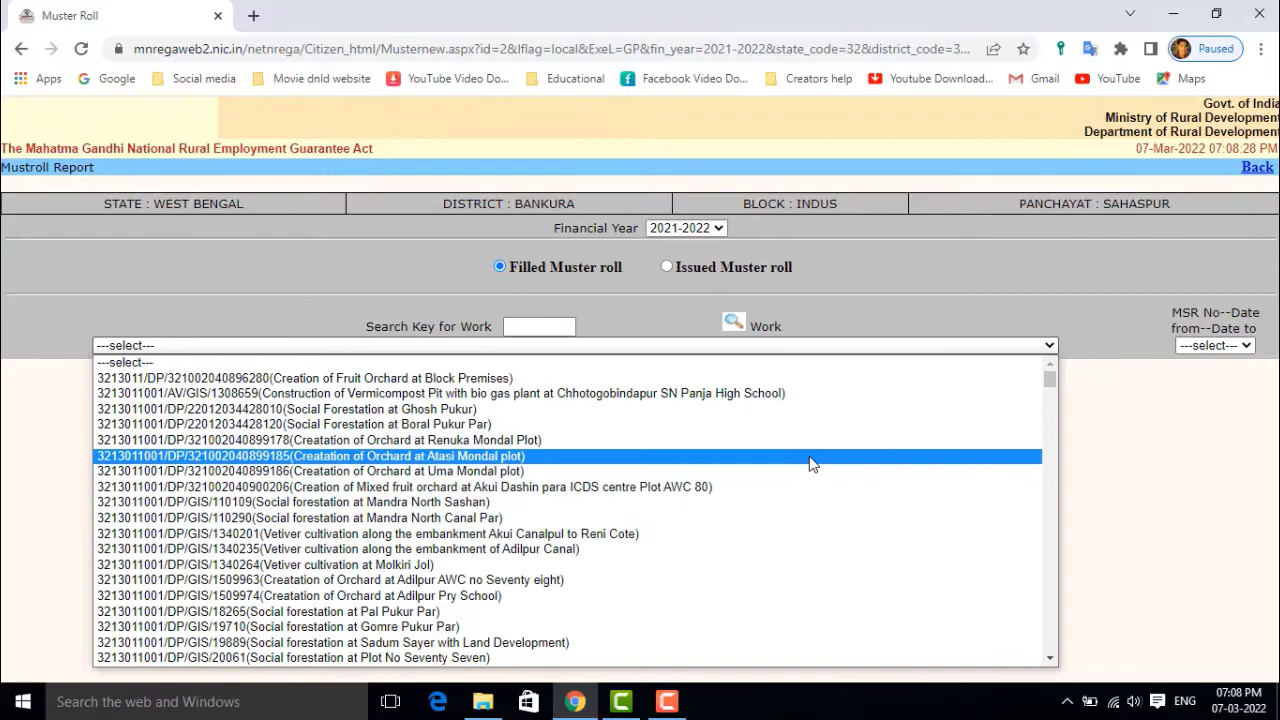 Muster Roll
mnregaweb2.nic.in/netnrega/Citizen_html/Musternew.aspx?id=2&lflag=local&ExeL=GP&fin_year=2021-2022&state_code=32&district_code=3...
Paused
Apps Google Social media Movie dnld website YouTube Video Do... Educational Facebook Video Do... Creators help Youtube Download... Gmail YouTube Maps
Govt. of India
Ministry of Rural Development
Department of Rural Development
The Mahatma Gandhi National Rural Employment Guarantee Act 07-Mar-2022 07:08:28 PM
Mustroll Report Back
STATE : WEST BENGAL DISTRICT : BANKURA BLOCK : INDUS PANCHAYAT : SAHASPUR
Financial Year 2021-2022
Filled Muster roll Issued Muster roll
MSR No--Date
Search Key for Work Work from--Date to
---select--- ---select---
---select---
3213011/DP/321002040896280(Creation of Fruit Orchard at Block Premises)
3213011001/AV/GIS/1308659(Construction of Vermicompost Pit with bio gas plant at Chhotogobindapur SN Panja High School)
3213011001/DP/22012034428010(Social Forestation at Ghosh Pukur)
3213011001/DP/22012034428120(Social Forestation at Boral Pukur Par)
3213011001/DP/321002040899178(Creatation of Orchard at Renuka Mondal Plot)
3213011001/DP/321002040899185(Creatation of Orchard at Atasi Mondal plot)
3213011001/DP/321002040899186(Creatation of Orchard at Uma Mondal plot)
3213011001/DP/321002040900206(Creation of Mixed fruit orchard at Akui Dashin para ICDS centre Plot AWC 80)
3213011001/DP/GIS/110109(Social forestation at Mandra North Sashan)
3213011001/DP/GIS/110290(Social forestation at Mandra North Canal Par)
3213011001/DP/GIS/1340201(Vetiver cultivation along the embankment Akui Canalpul to Reni Cote)
3213011001/DP/GIS/1340235(Vetiver cultivation along the embankment of Adilpur Canal)
3213011001/DP/GIS/1340264(Vetiver cultivation at Molkiri Jol)
3213011001/DP/GIS/1509963(Creatation of Orchard at Adilpur AWC no Seventy eight)
3213011001/DP/GIS/1509974(Creatation of Orchard at Adilpur Pry School)
3213011001/DP/GIS/18265(Social forestation at Pal Pukur Par)
3213011001/DP/GIS/19710(Social forestation at Gomre Pukur Par)
3213011001/DP/GIS/19889(Social forestation at Sadum Sayer with Land Development)
3213011001/DP/GIS/20061(Social forestation at Plot No Seventy Seven)
Search the web and Windows ENG 07:08 PM
07-03-2022